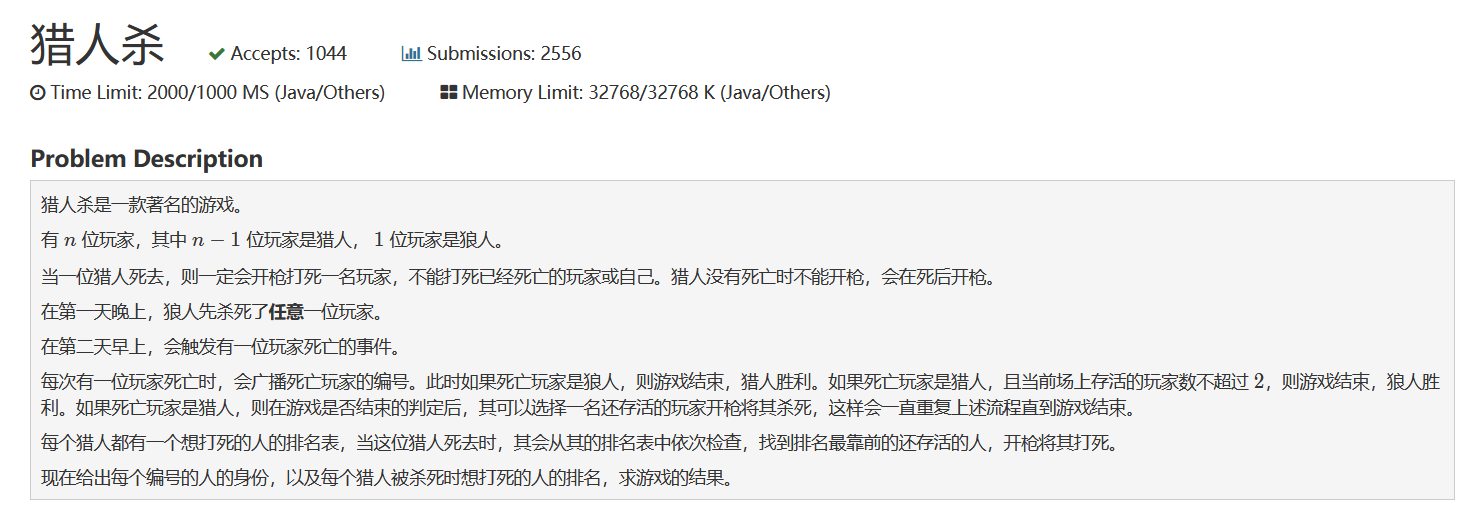 猎人杀 Accepts: 1044 Submissions: 2556
Time Limit: 2000/1000 MS (Java/Others) Memory Limit: 32768/32768 K (Java/Others)
Problem Description
猎人杀是一款著名的游戏。
有 n 位玩家，其中 n − 1 位玩家是猎人， 1 位玩家是狼人。
当一位猎人死去，则一定会开枪打死一名玩家，不能打死已经死亡的玩家或自己。猎人没有死亡时不能开枪，会在死后开枪。
在第一天晚上，狼人先杀死了任意一位玩家。
在第二天早上，会触发有一位玩家死亡的事件。
每次有一位玩家死亡时，会广播死亡玩家的编号。此时如果死亡玩家是狼人，则游戏结束，猎人胜利。如果死亡玩家是猎人，且当前场上存活的玩家数不超过 2，则游戏结束，狼人胜
利。如果死亡玩家是猎人，则在游戏是否结束的判定后，其可以选择一名还存活的玩家开枪将其杀死，这样会一直重复上述流程直到游戏结束。
每个猎人都有一个想打死的人的排名表，当这位猎人死去时，其会从其的排名表中依次检查，找到排名最靠前的还存活的人，开枪将其打死。
现在给出每个编号的人的身份，以及每个猎人被杀死时想打死的人的排名，求游戏的结果。